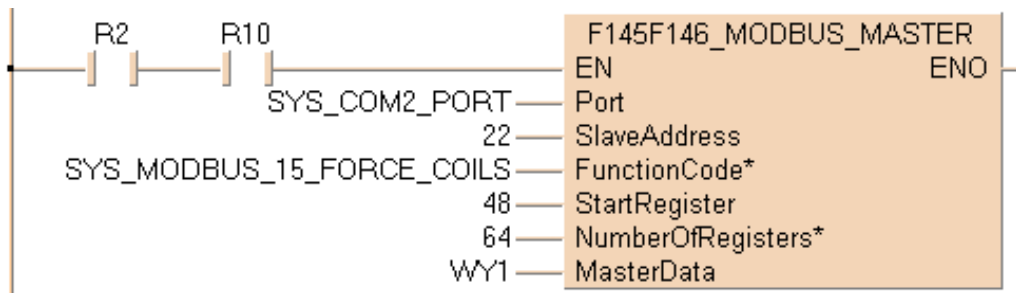 R2 R10 F145F146_MODBUS_MASTER
EN ENO
SYS_COM2_PORT Port
22 SlaveAddress
SYS_MODBUS_15_FORCE_COILS FunctionCode*
48 StartRegister
64 NumberOfRegisters*
WY1 MasterData